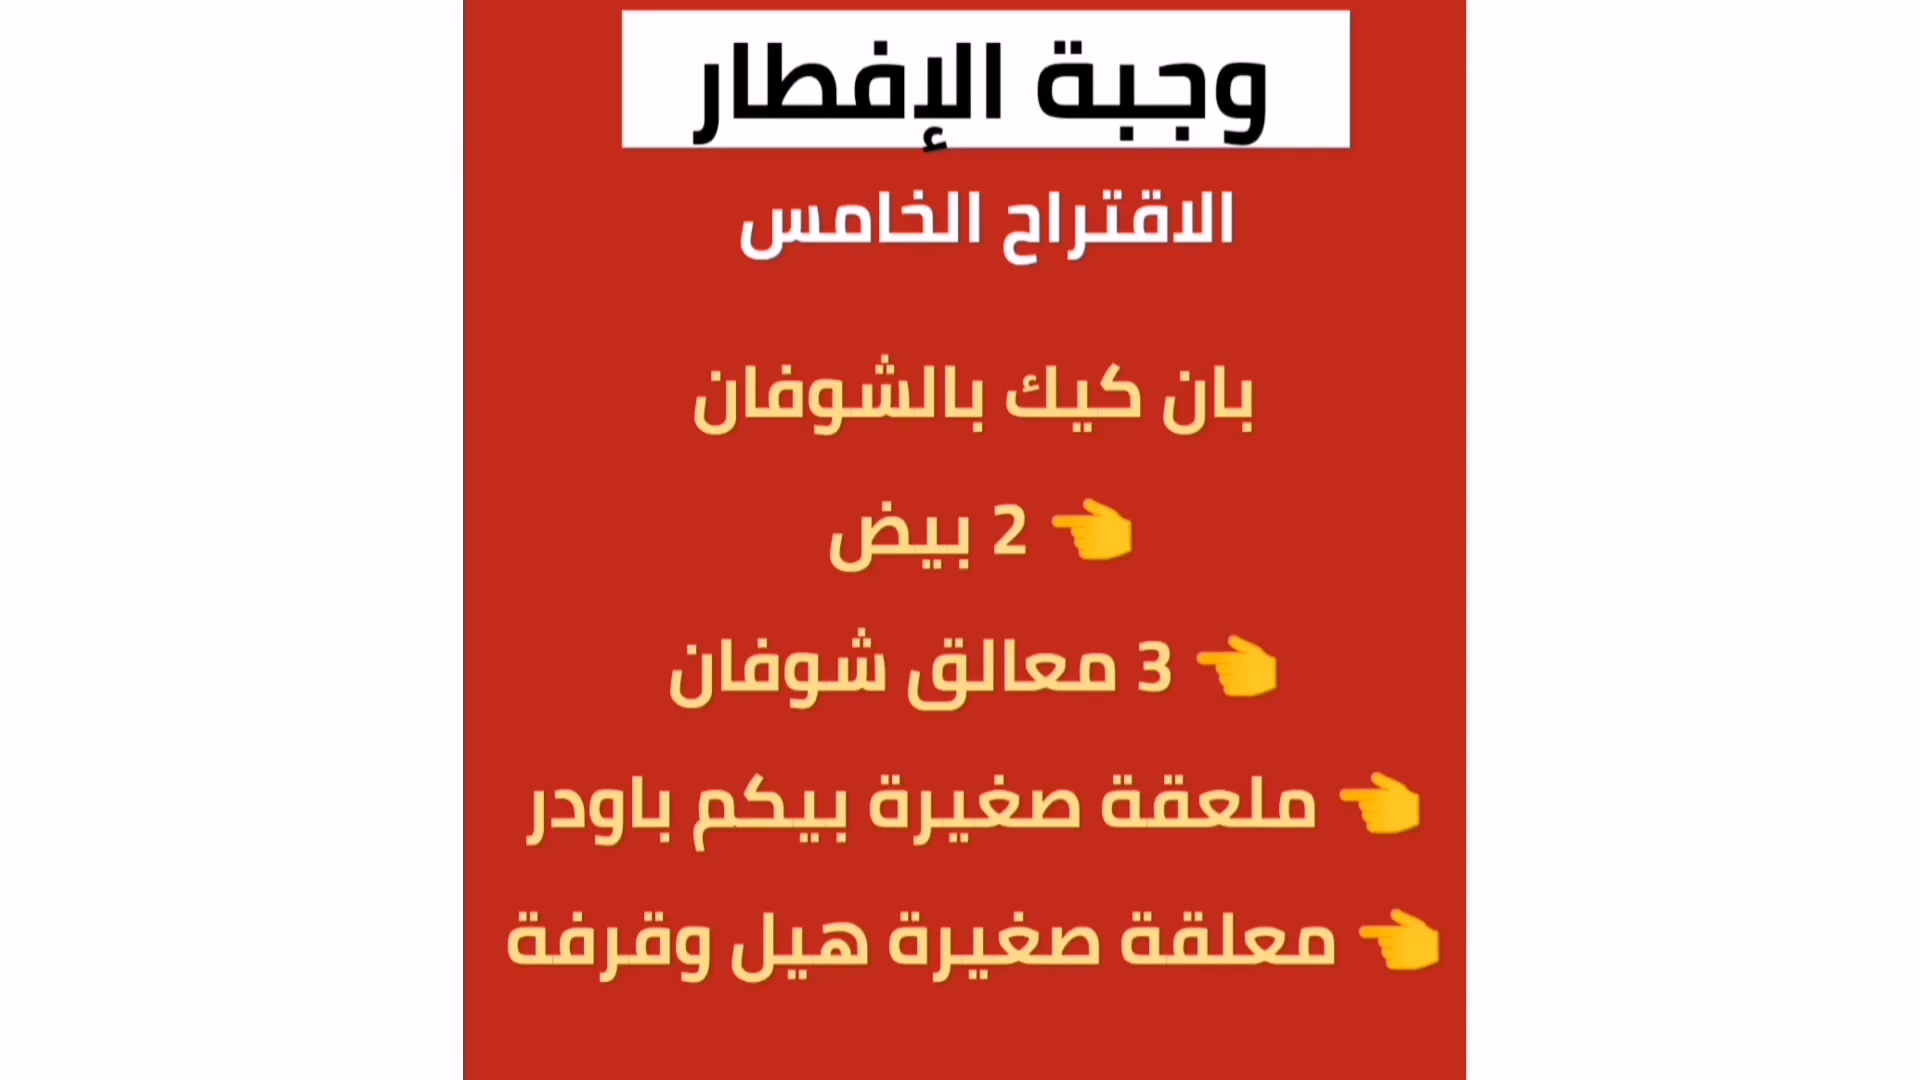 وجبة الإفطار
الاقتراح الخامس
بان كيك بالشوفان
👈 2 بيض
👈 3 معالق شوفان
👈 ملعقة صغيرة بيكم باودر
👈 معلقة صغيرة هيل وقرفة